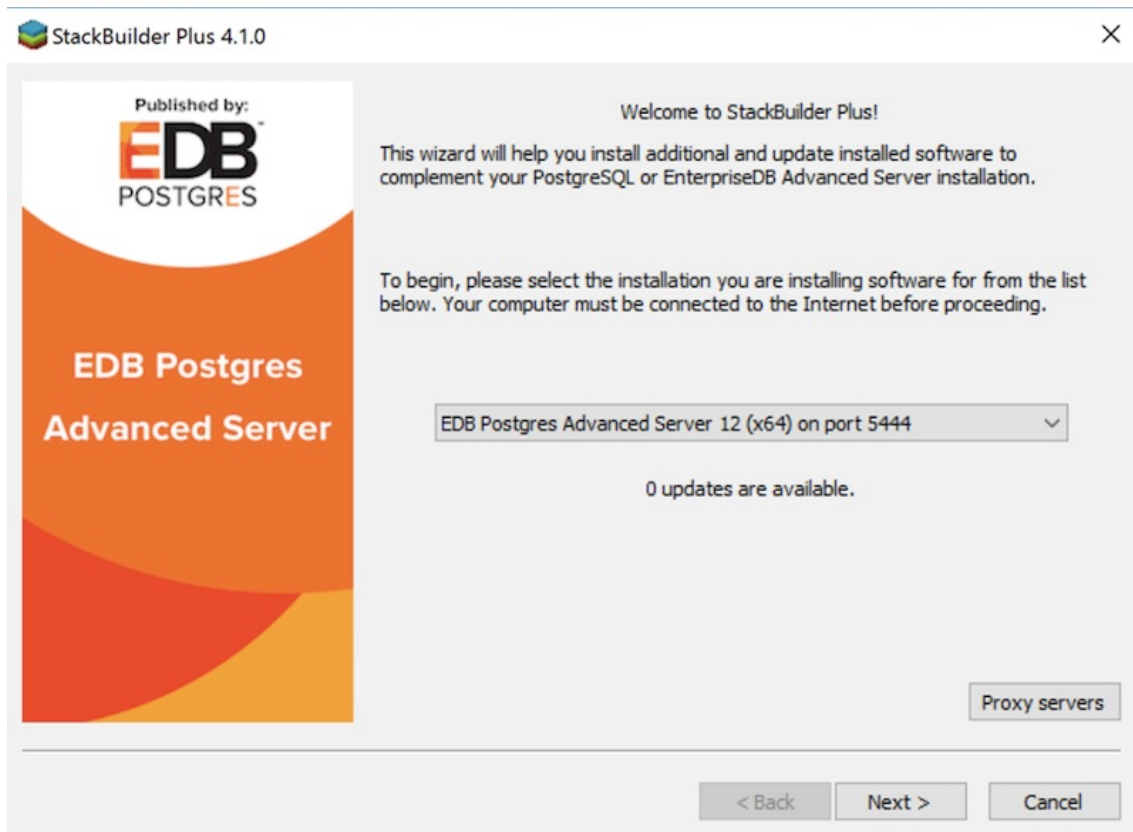 StackBuilder Plus 4.1.0
Published by:
EDB™
POSTGRES
EDB Postgres
Advanced Server
Welcome to StackBuilder Plus!
This wizard will help you install additional and update installed software to
complement your PostgreSQL or EnterpriseDB Advanced Server installation.
To begin, please select the installation you are installing software for from the list
below. Your computer must be connected to the Internet before proceeding.
EDB Postgres Advanced Server 12 (x64) on port 5444
0 updates are available.
Proxy servers
< Back
Next >
Cancel